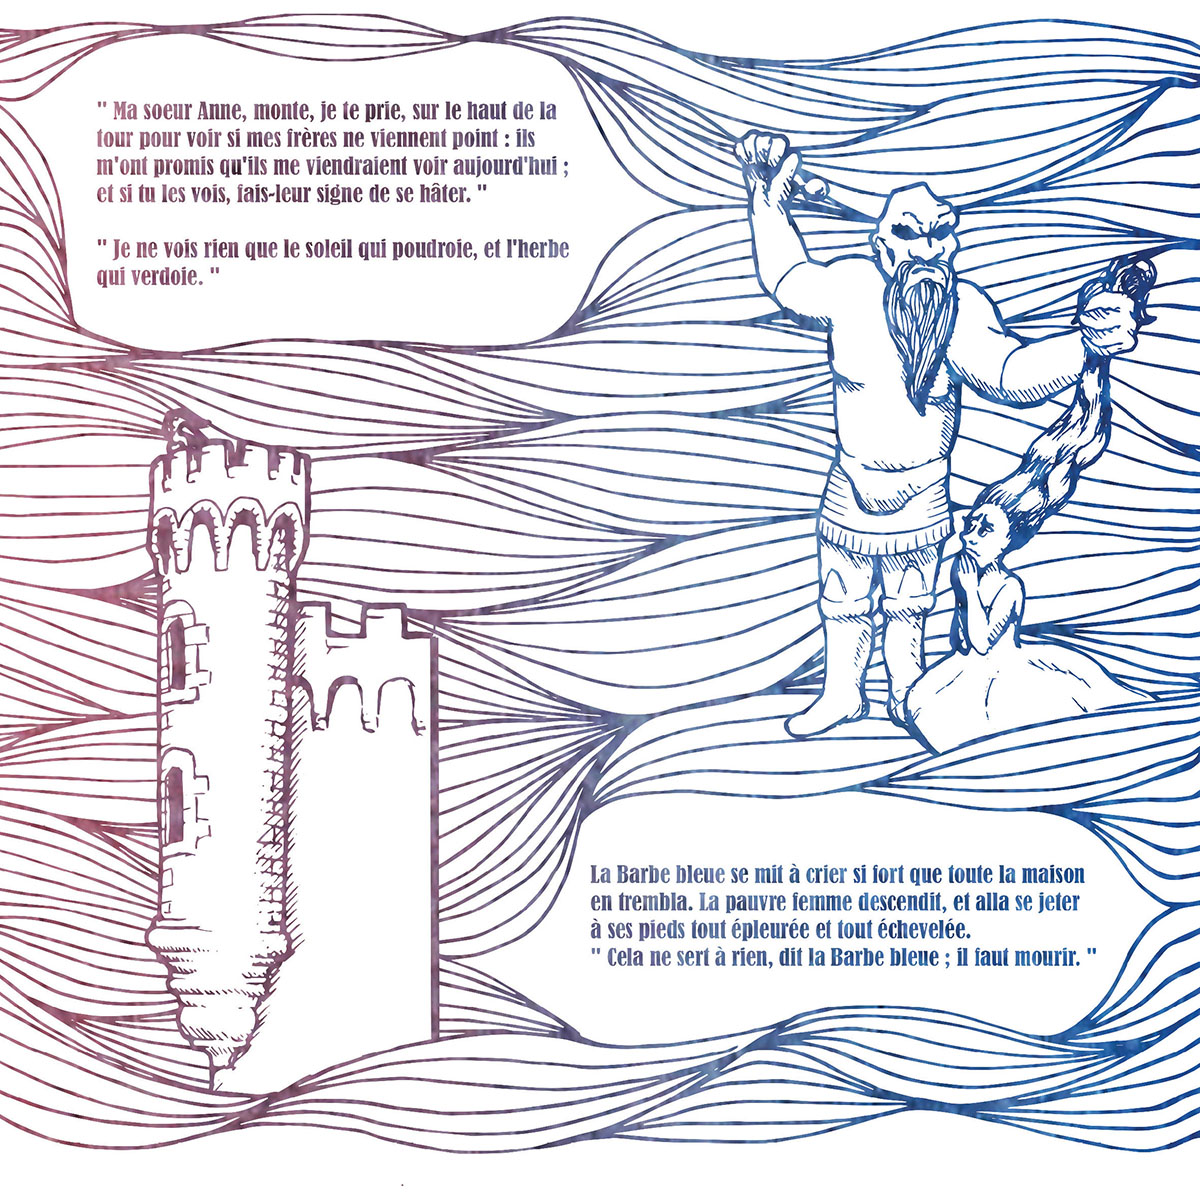 " Ma soeur Anne, monte, je te prie, sur le haut de la
tour pour voir si mes frères ne viennent point : ils
m'ont promis qu'ils me viendraient voir aujourd'hui ;
et si tu les vois, fais-leur signe de se hâter. "
" Je ne vois rien que le soleil qui poudroie, et l'herbe
qui verdoie. "
La Barbe bleue se mit à crier si fort que toute la maison
en trembla. La pauvre femme descendit, et alla se jeter
à ses pieds tout épleurée et tout échevelée.
" Cela ne sert à rien, dit la Barbe bleue ; il faut mourir. "